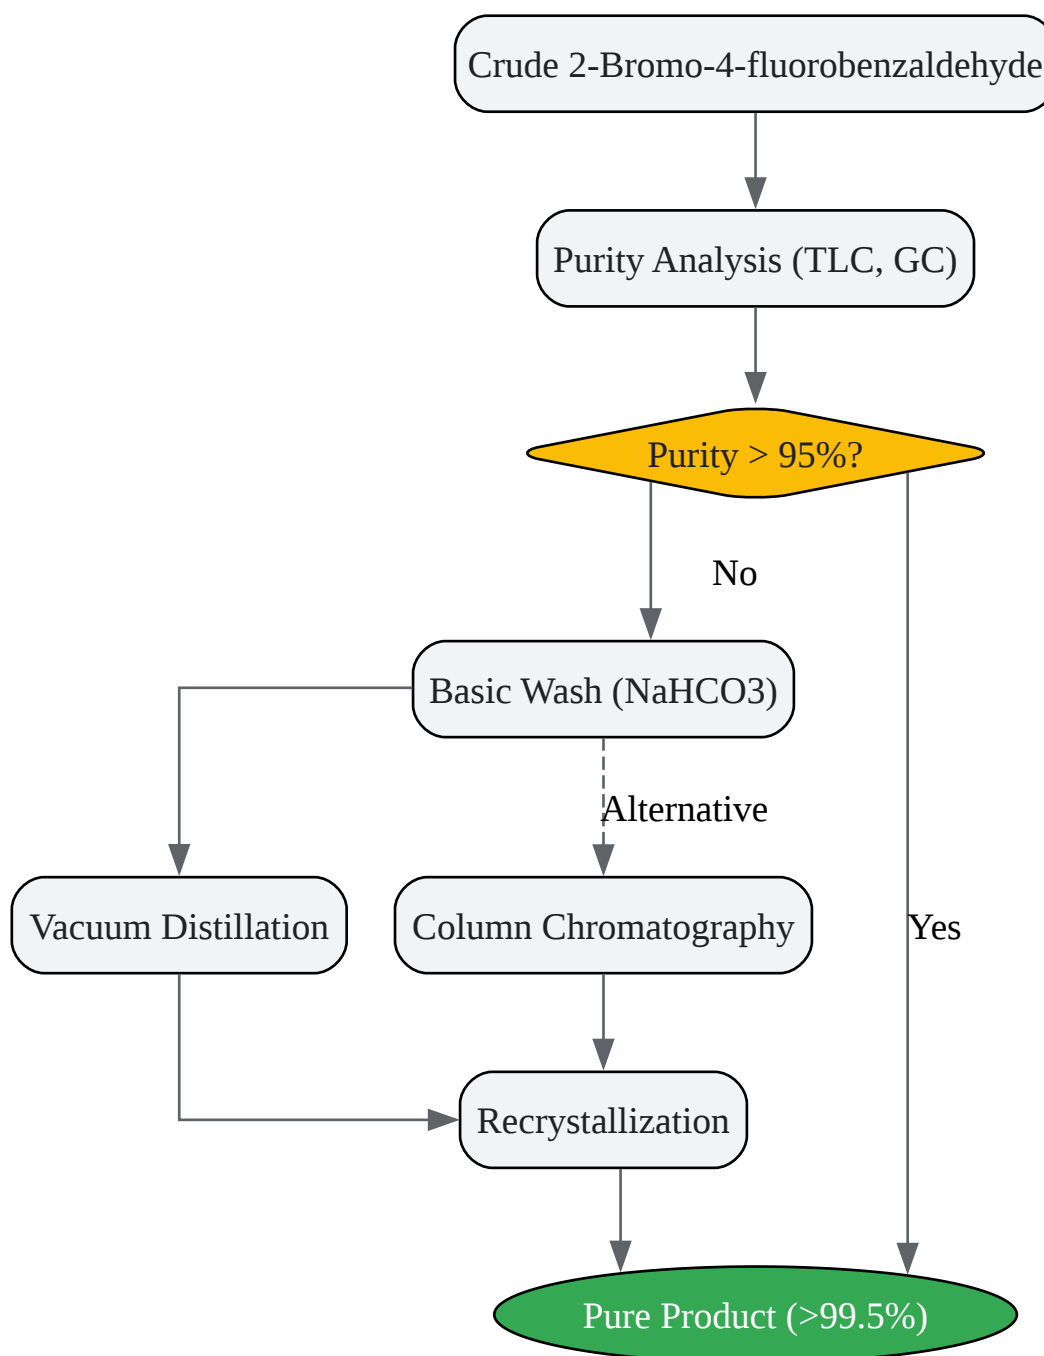 Crude 2-Bromo-4-fluorobenzaldehyde
Purity Analysis (TLC, GC)
Purity > 95%?
No
Basic Wash (NaHCO3)
Alternative
Vacuum Distillation
Column Chromatography
Yes
Recrystallization
Pure Product (>99.5%)